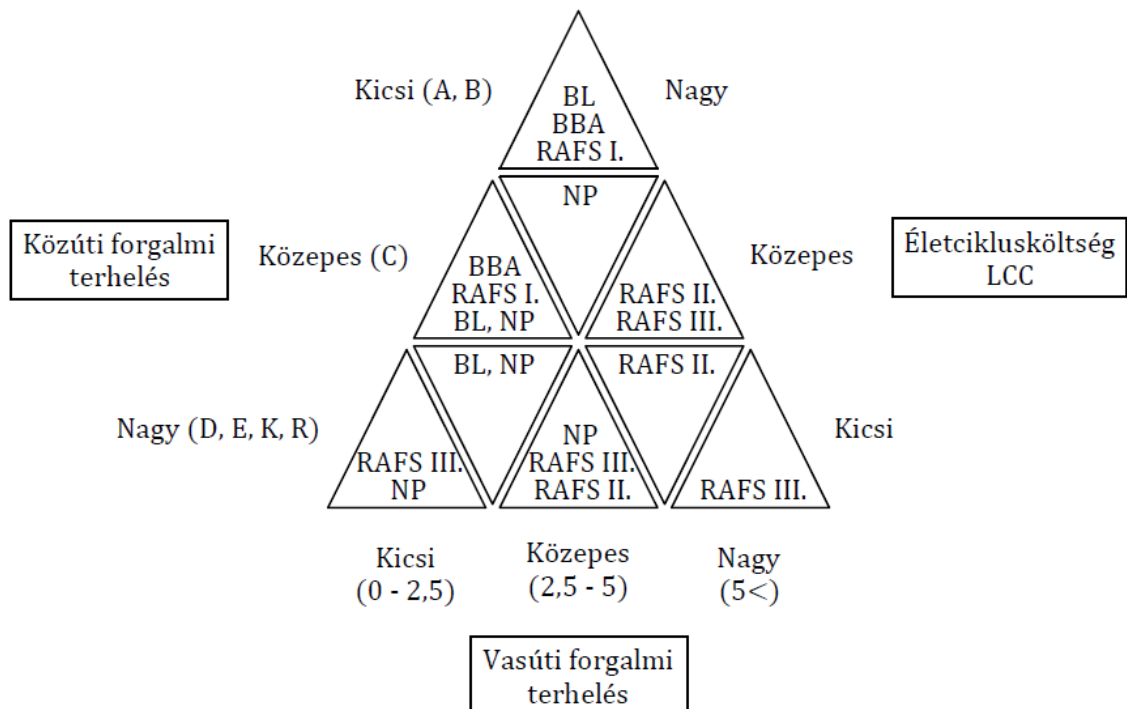 Kicsi (A, B)
BL
BBA
RAFS I.
Nagy
NP
Közúti forgalmi
terhelés
Közepes (C)
BBA
RAFS I.
BL, NP
RAFS II.
RAFS III.
Közepes
Életciklusköltség
LCC
BL, NP
RAFS II.
Nagy (D, E, K, R)
RAFS III.
NP
NP
RAFS III.
RAFS II.
RAFS III.
Kicsi
Kicsi
(0 - 2,5)
Közepes
(2,5 - 5)
Nagy
(5<)
Vasúti forgalmi
terhelés